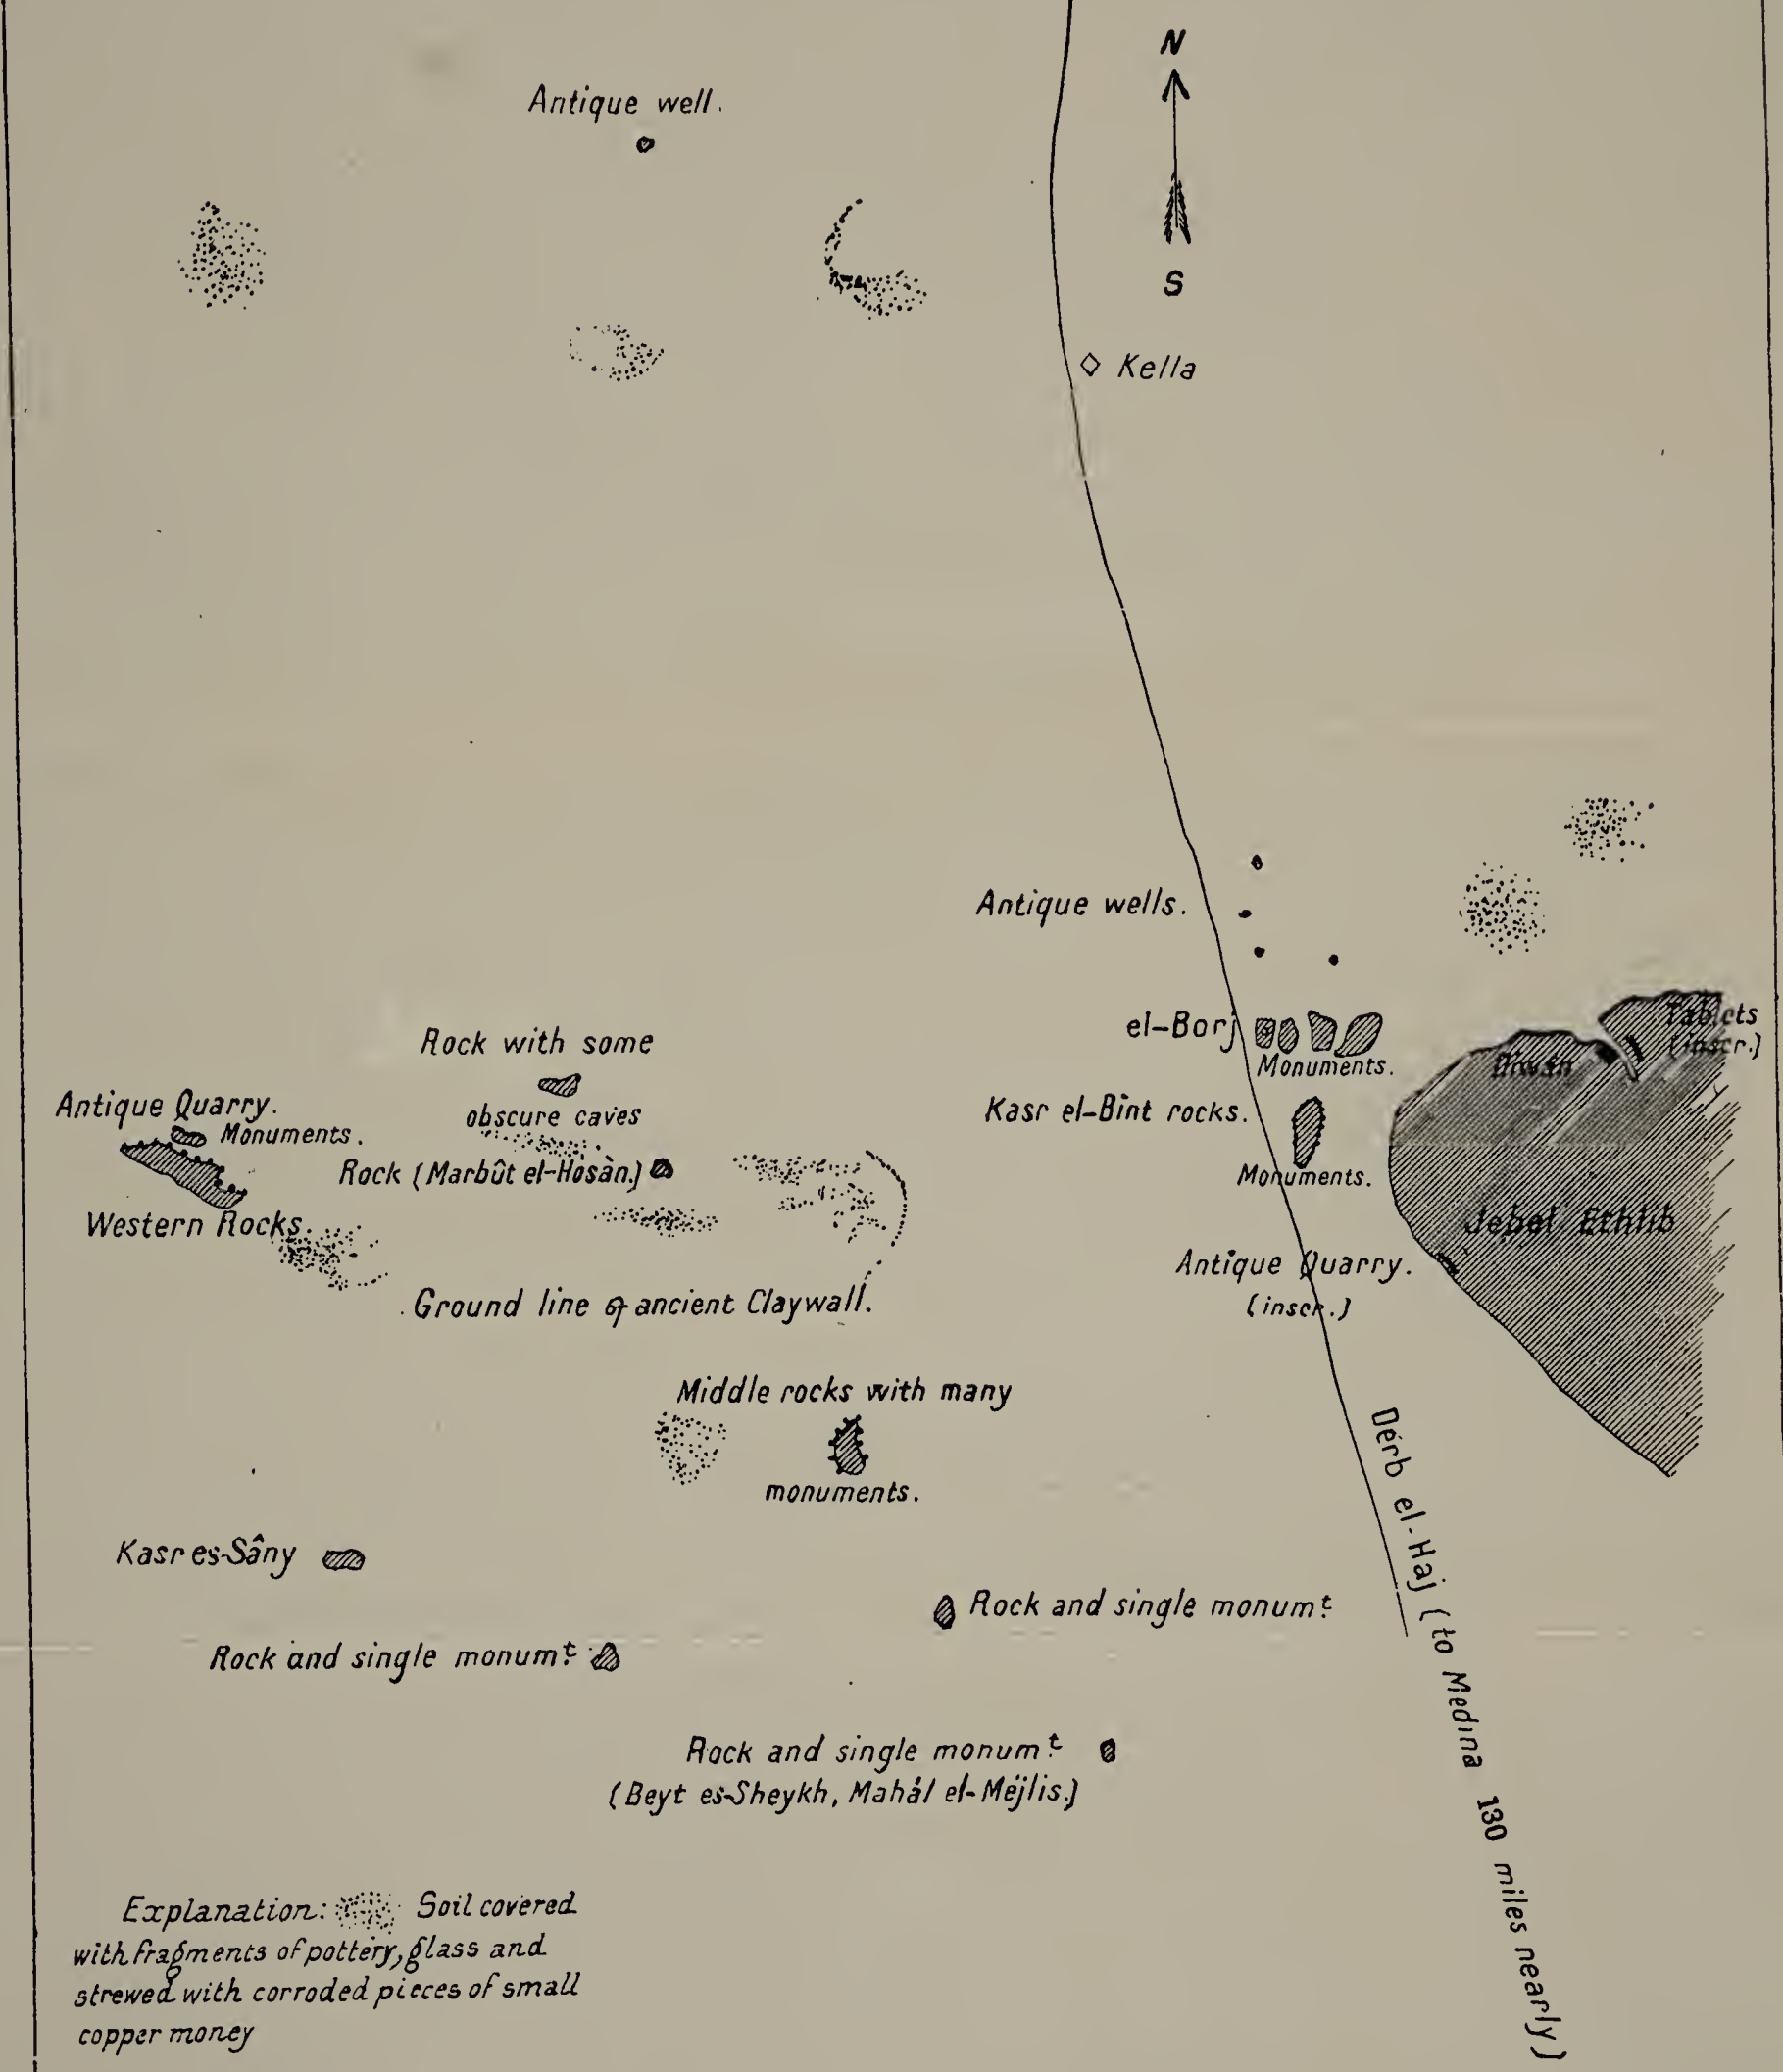 N
Antique well.
S
Kella
Antique wells.
el-Borj
Monuments.
Tablets
(inscr.)
Diwàn
Rock with some
obscure caves
Antique Quarry.
Monuments.
Kasr el-Bint rocks.
Monuments.
Rock (Marbût el-Hosàn.)
Western Rocks.
Jebel Ethlib
Antique Quarry.
(inscr.)
Ground line of ancient Claywall.
Middle rocks with many
monuments.
Kasr es-Sâny
Rock and single monumt.
Rock and single monumt.
Rock and single monumt.
(Beyt es-Sheykh, Mahál el-Mejlis.)
Dérb el-Haj (to Medina 130 miles nearly)
Explanation: Soil covered
with fragments of pottery, glass and
strewed with corroded pieces of small
copper money